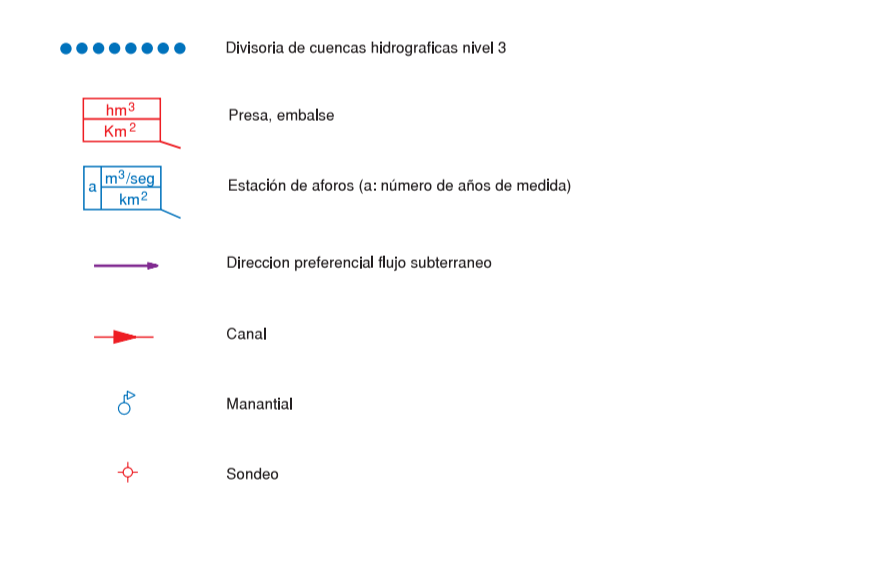 Divisoria de cuencas hidrograficas nivel 3
hm³
Km²
Presa, embalse
a
m³/seg
km²
Estación de aforos (a: número de años de medida)
Direccion preferencial flujo subterraneo
Canal
Manantial
Sondeo